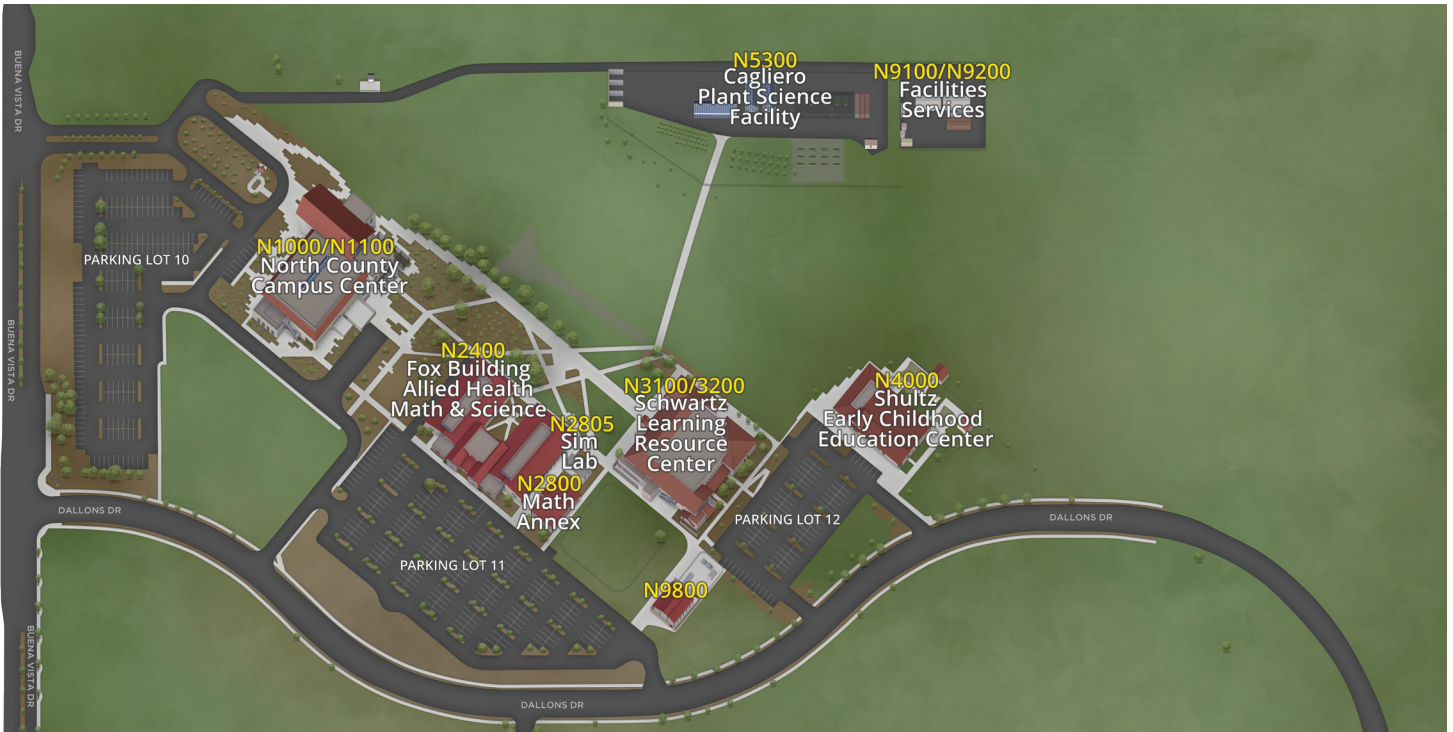 BUENA VISTA DR
N5300
Cagliero
Plant Science
Facility
N9100/N9200
Facilities
Services
N1000/N1100
North County
Campus Center
PARKING LOT 10
BUENA VISTA DR
N2400
Fox Building
Allied Health
Math & Science
N2805
Sim
Lab
N2800
Math
Annex
N3100/3200
Schwartz
Learning
Resource
Center
N4000
Shultz
Early Childhood
Education Center
DALLONS DR
PARKING LOT 12
DALLONS DR
PARKING LOT 11
N9800
BUENA VISTA DR
DALLONS DR